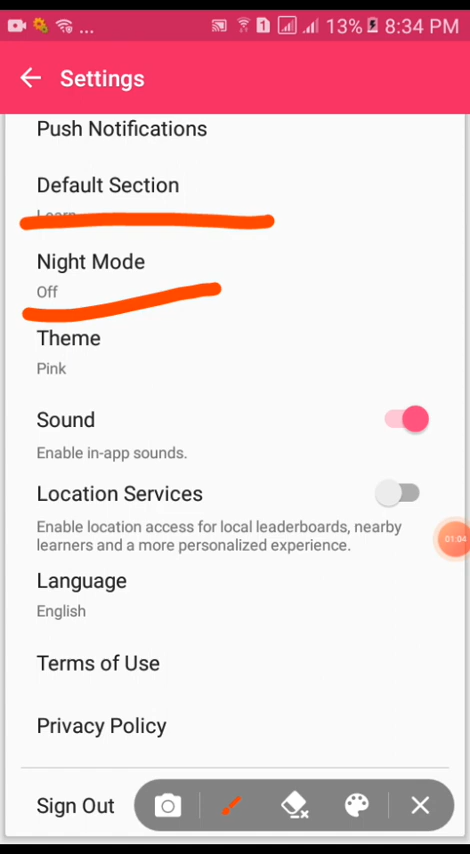 ... 1 13% 8:34 PM
Settings
Push Notifications
Default Section
Learn
Night Mode
Off
Theme
Pink
Sound
Enable in-app sounds.
Location Services
Enable location access for local leaderboards, nearby
learners and a more personalized experience.
01:04
Language
English
Terms of Use
Privacy Policy
Sign Out